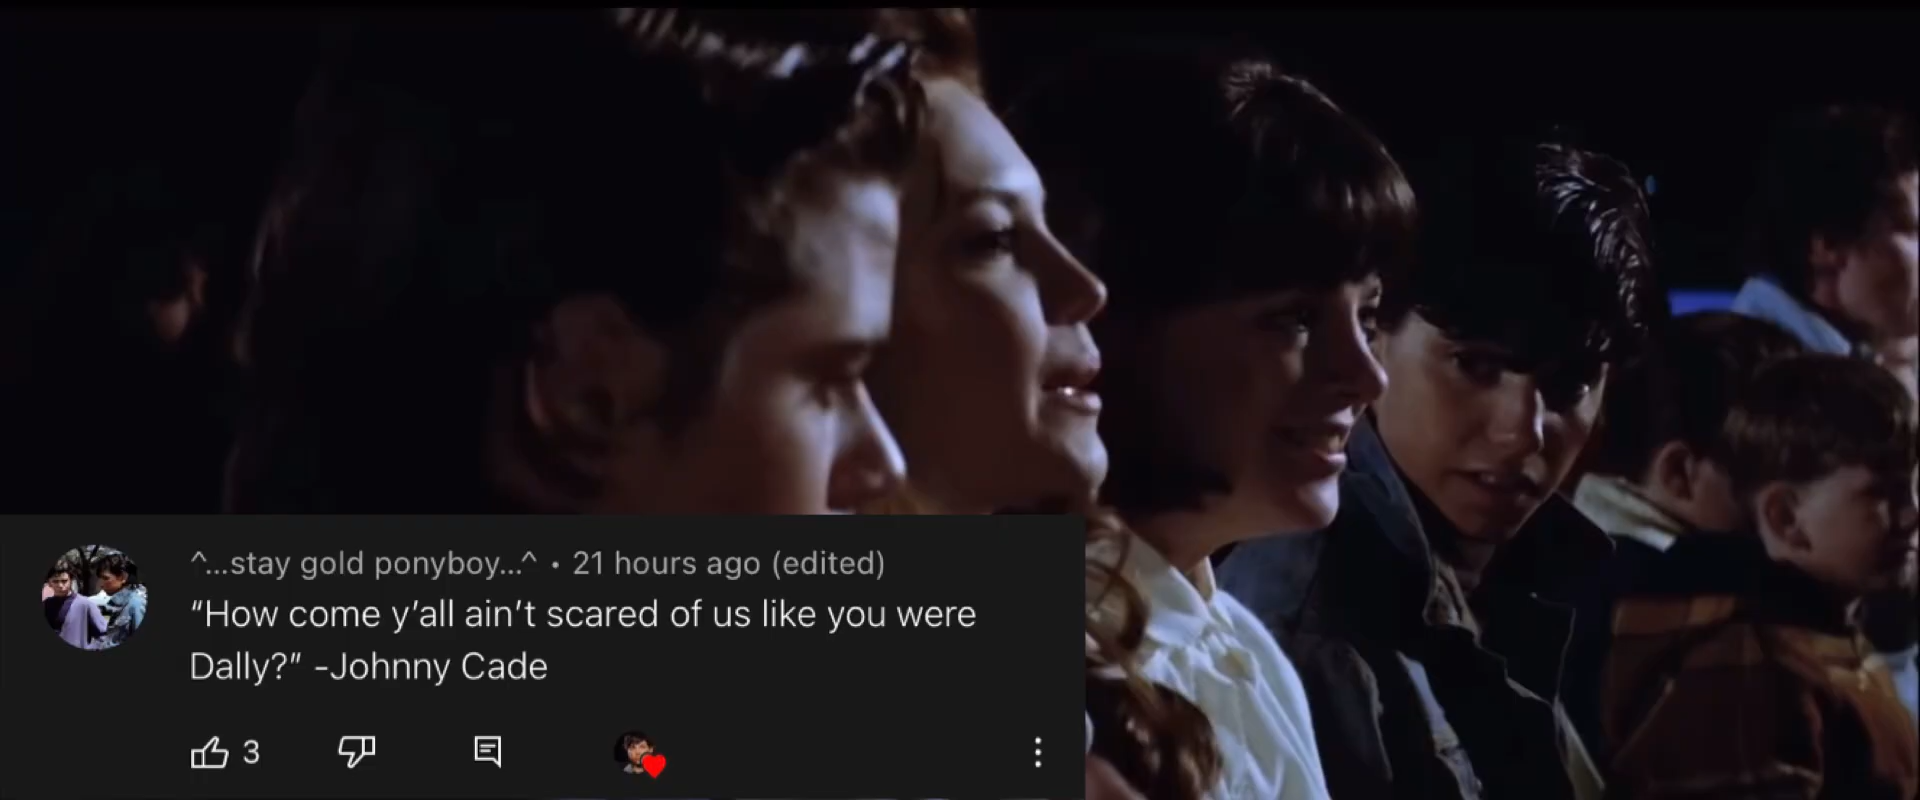 ^...stay gold ponyboy...^ • 21 hours ago (edited)
“How come y’all ain’t scared of us like you were
Dally?” -Johnny Cade
3